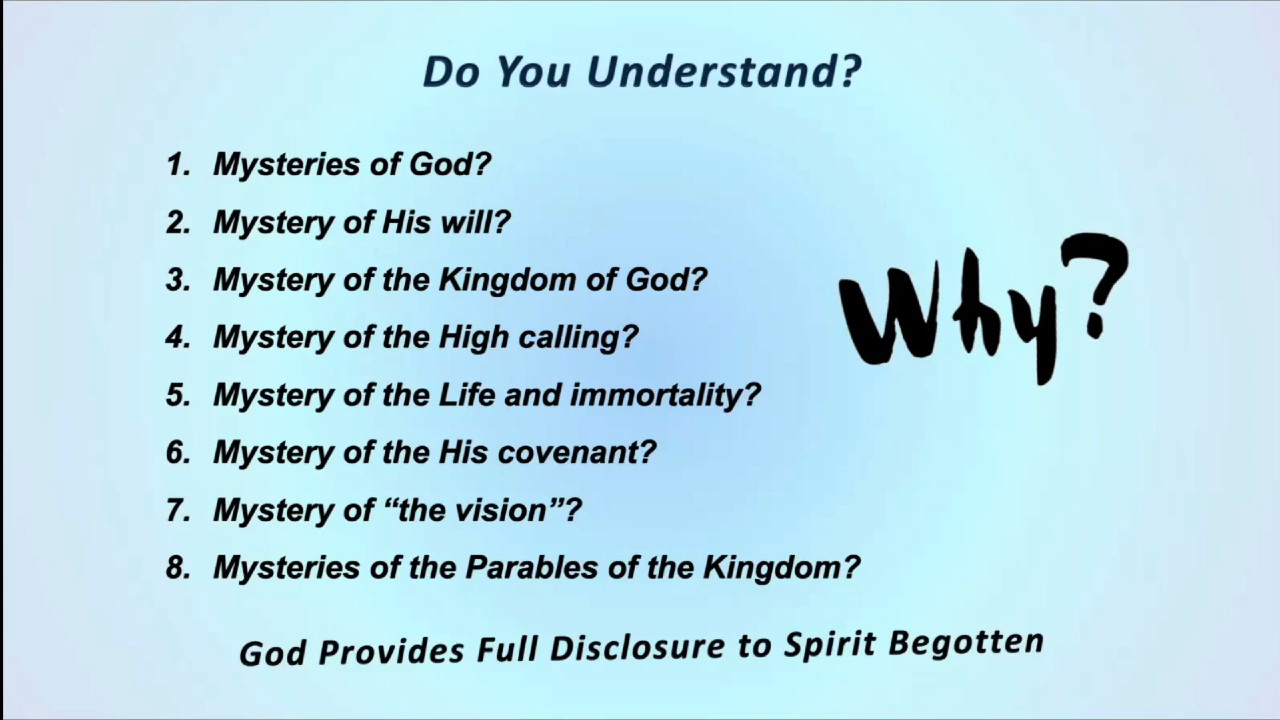 Do You Understand?
1. Mysteries of God?
2. Mystery of His will?
3. Mystery of the Kingdom of God?
4. Mystery of the High calling?
5. Mystery of the Life and immortality?
6. Mystery of the His covenant?
7. Mystery of “the vision”?
8. Mysteries of the Parables of the Kingdom?
Why?
God Provides Full Disclosure to Spirit Begotten